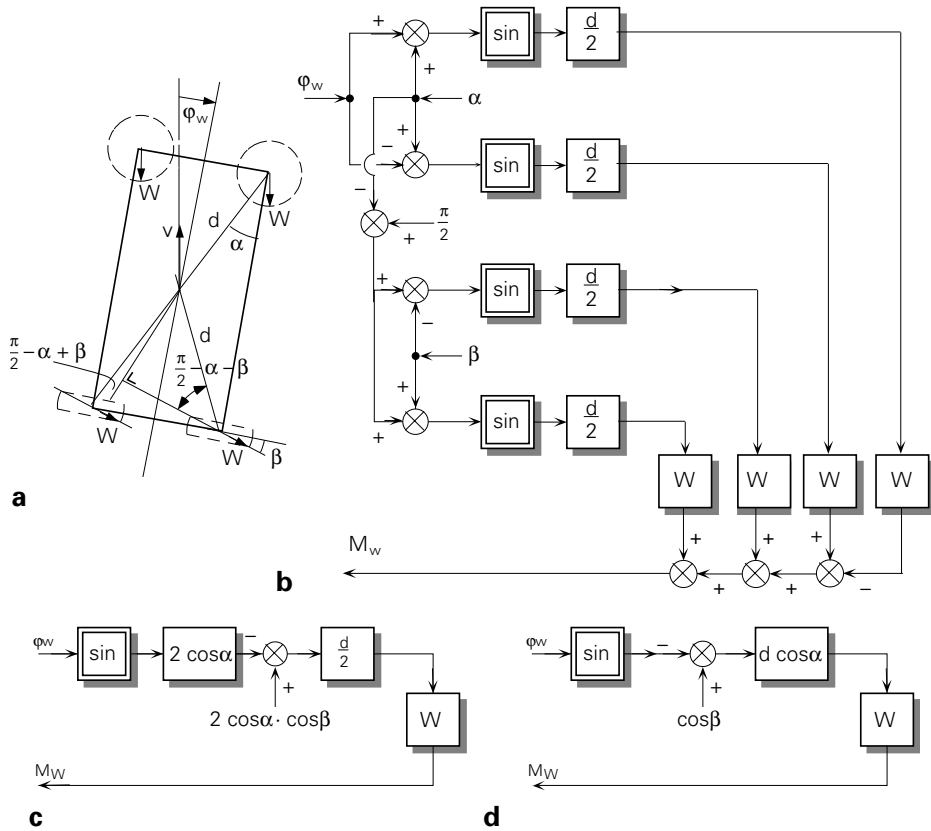 φw
W
W
v
d
α
d
π/2 – α + β
π/2 – α – β
W
W
β
a
φw
+
+
–
+
–
α
π/2
+
+
–
β
+
+
sin
d/2
sin
d/2
sin
d/2
sin
d/2
W
W
W
W
+
+
+
+
+
–
Mw
b
φw
sin
2 cosα
–
+
2 cosα · cosβ
d/2
W
MW
c
φw
sin
–
+
cosβ
d cosα
W
MW
d